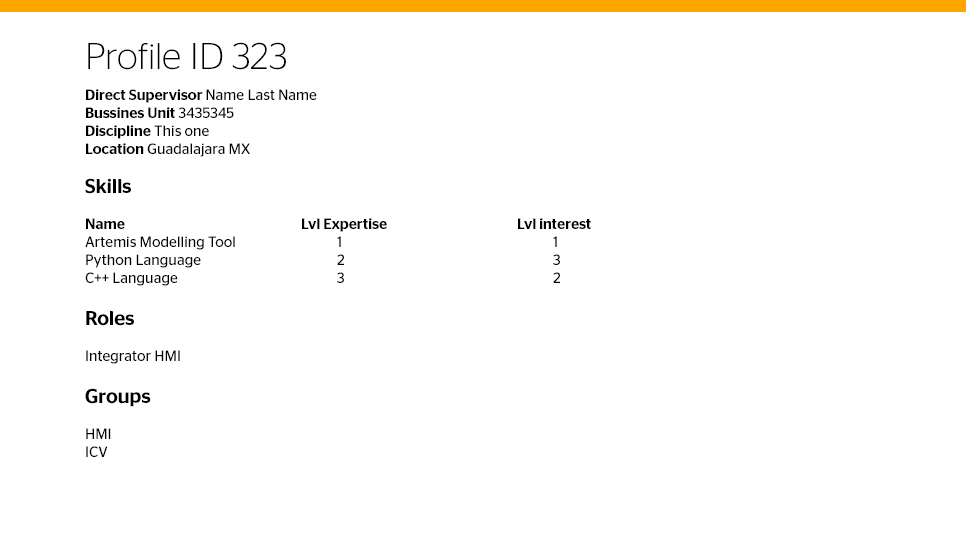 Profile ID 323
Direct Supervisor Name Last Name
Bussines Unit 3435345
Discipline This one
Location Guadalajara MX
Skills
Name Lvl Expertise Lvl interest
Artemis Modelling Tool 1 1
Python Language 2 3
C++ Language 3 2
Roles
Integrator HMI
Groups
HMI
ICV